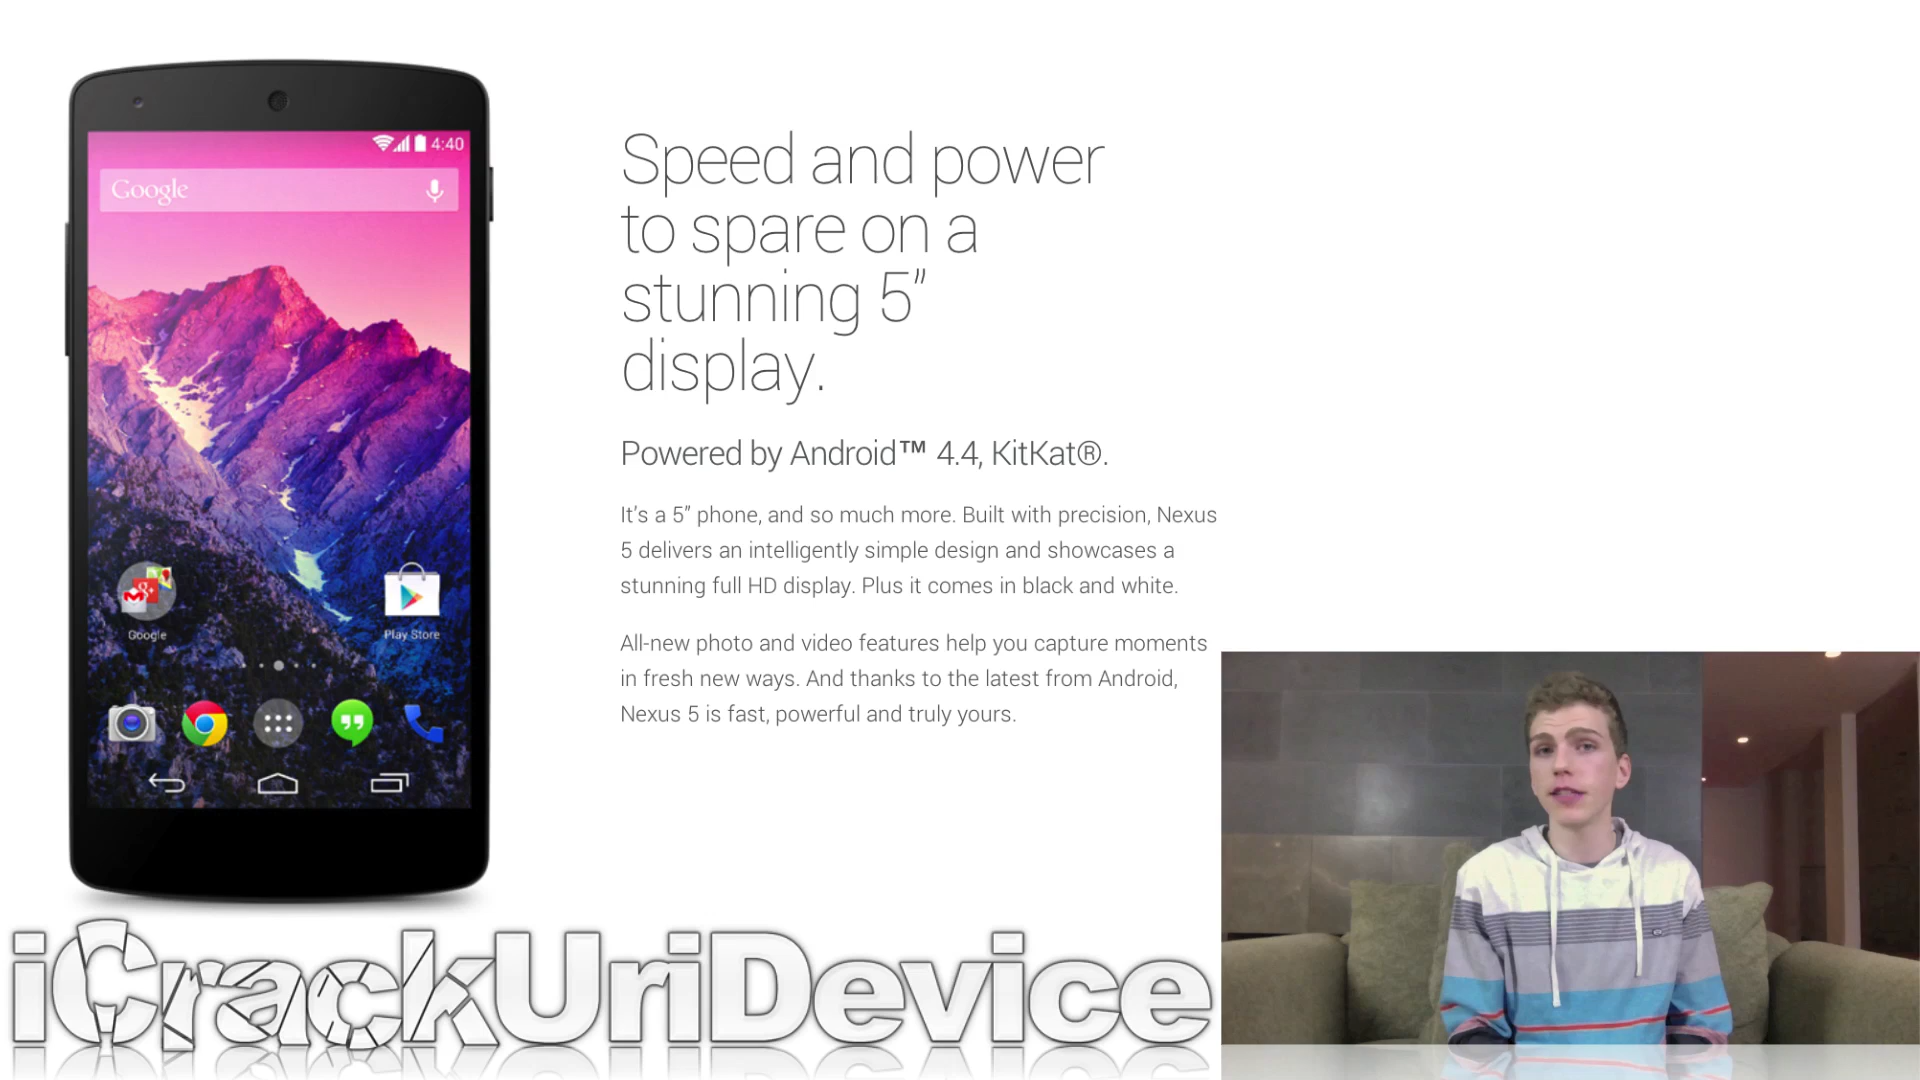 4:40
Google
Google
Play Store
Speed and power
to spare on a
stunning 5”
display.
Powered by Android™ 4.4, KitKat®.
It’s a 5” phone, and so much more. Built with precision, Nexus
5 delivers an intelligently simple design and showcases a
stunning full HD display. Plus it comes in black and white.
All-new photo and video features help you capture moments
in fresh new ways. And thanks to the latest from Android,
Nexus 5 is fast, powerful and truly yours.
iCrackUriDevice